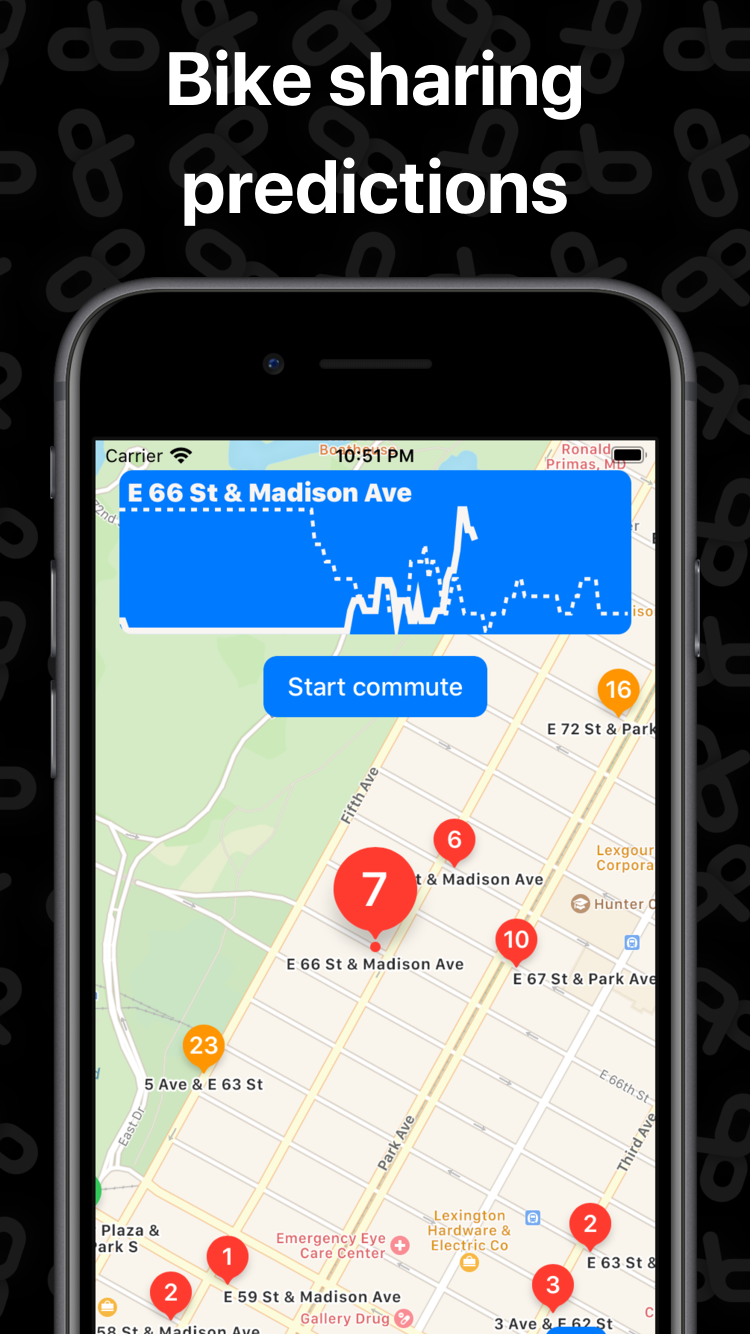 Bike sharing
predictions
Carrier
Boathouse
10:51 PM
Ronald
Primas, MD
E 66 St & Madison Ave
Start commute
16
E 72 St & Park
Fifth Ave
6
t & Madison Ave
Lexgour
Corpora
7
Hunter C
10
E 66 St & Madison Ave
E 67 St & Park Ave
23
5 Ave & E 63 St
E 66th St
East Dr
Park Ave
Third Ave
Plaza &
Park S
Lexington
Hardware &
Electric Co
2
Emergency Eye
Care Center
1
E 63 St &
2
3
E 59 St & Madison Ave
Gallery Drug
58 St & Madison Ave
3 Ave & E 62 St